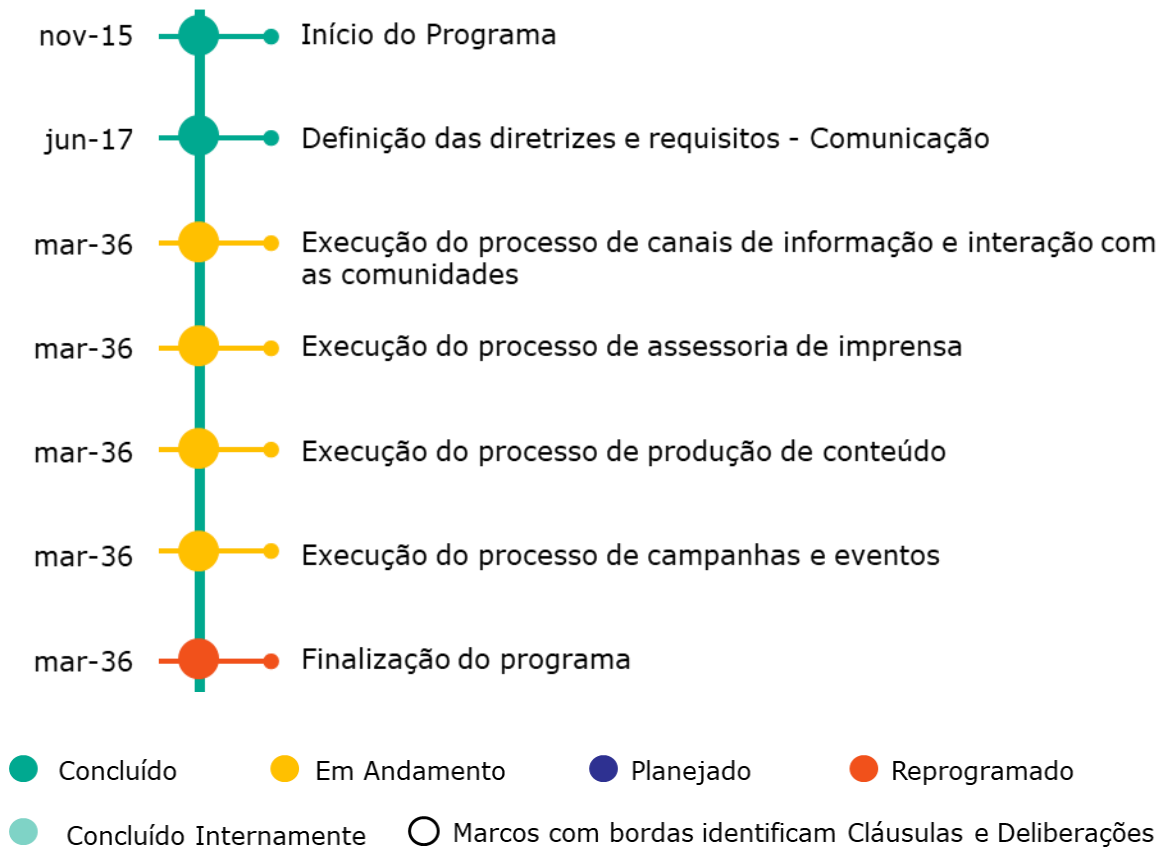 nov-15 Início do Programa
jun-17 Definição das diretrizes e requisitos - Comunicação
mar-36 Execução do processo de canais de informação e interação com
as comunidades
mar-36 Execução do processo de assessoria de imprensa
mar-36 Execução do processo de produção de conteúdo
mar-36 Execução do processo de campanhas e eventos
mar-36 Finalização do programa
Concluído Em Andamento Planejado Reprogramado
Concluído Internamente Marcos com bordas identificam Cláusulas e Deliberações